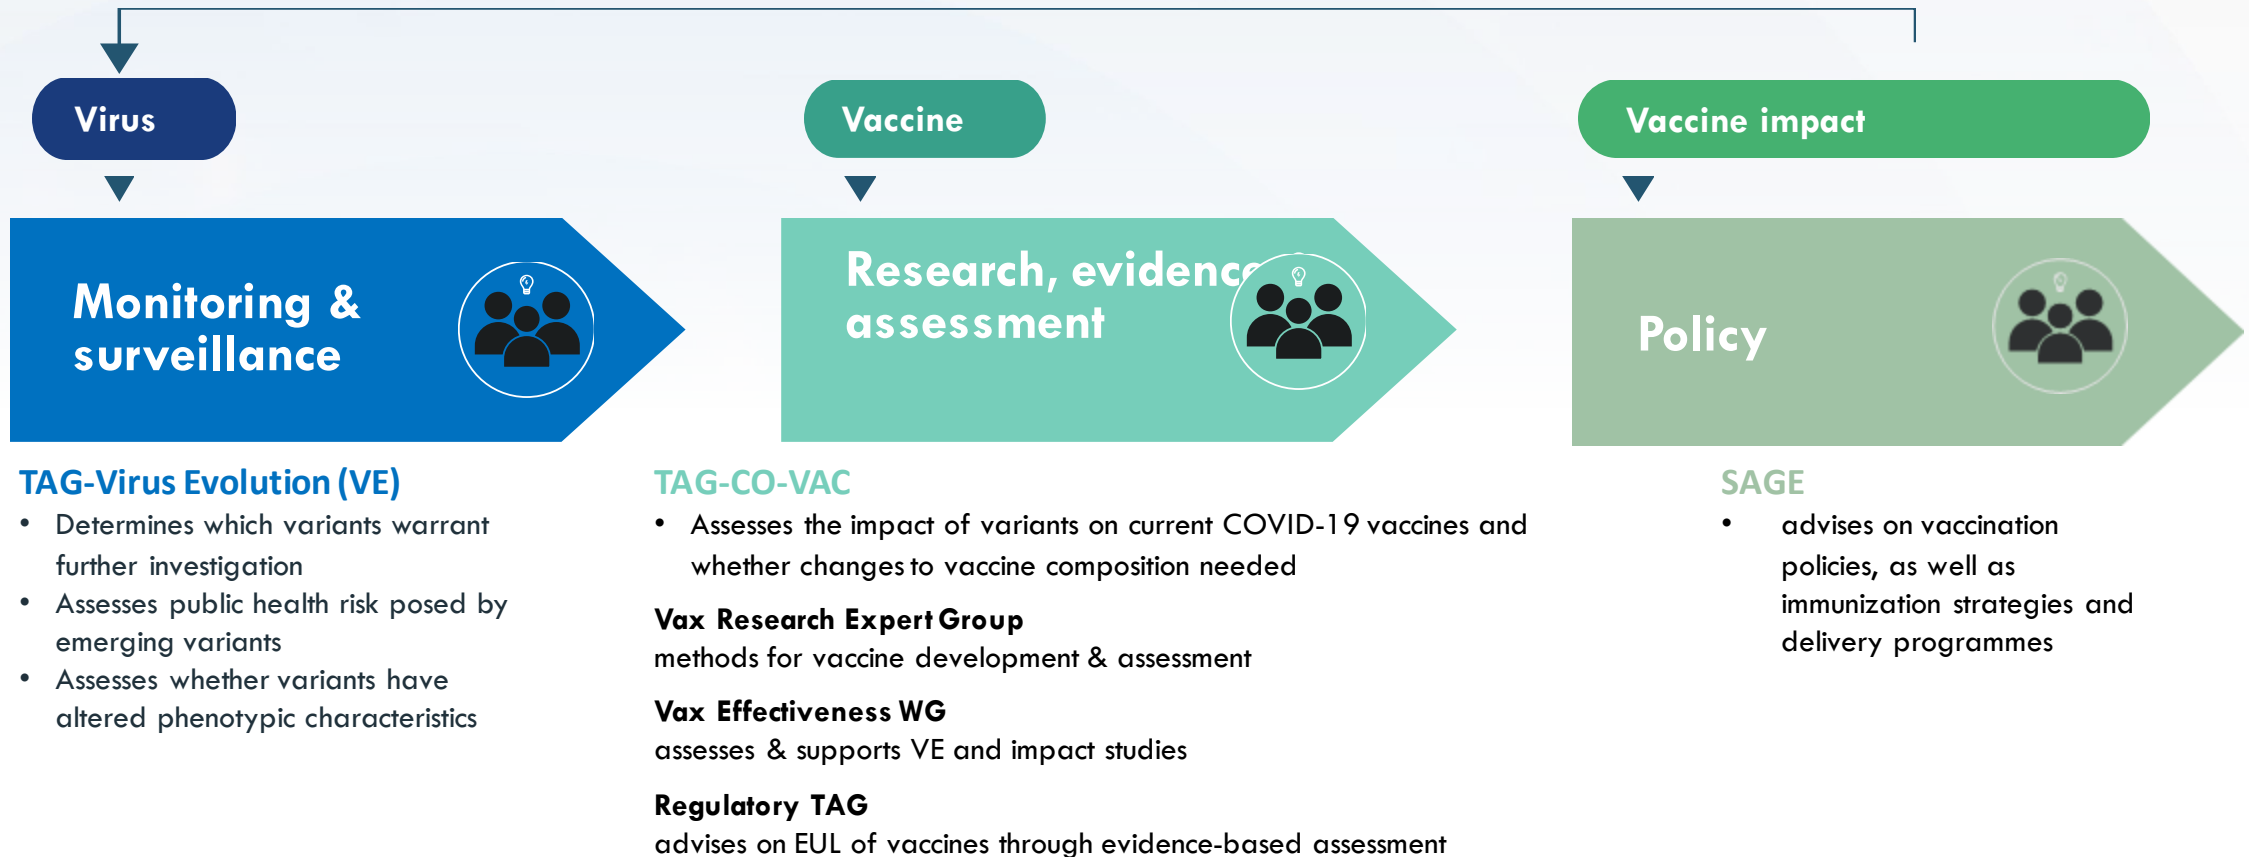 Virus
Vaccine
Vaccine impact
Monitoring &
surveillance
Research, evidence
assessment
Policy
TAG-Virus Evolution (VE)
• Determines which variants warrant
further investigation
• Assesses public health risk posed by
emerging variants
• Assesses whether variants have
altered phenotypic characteristics
TAG-CO-VAC
• Assesses the impact of variants on current COVID-19 vaccines and
whether changes to vaccine composition needed
Vax Research Expert Group
methods for vaccine development & assessment
Vax Effectiveness WG
assesses & supports VE and impact studies
Regulatory TAG
advises on EUL of vaccines through evidence-based assessment
SAGE
• advises on vaccination
policies, as well as
immunization strategies and
delivery programmes